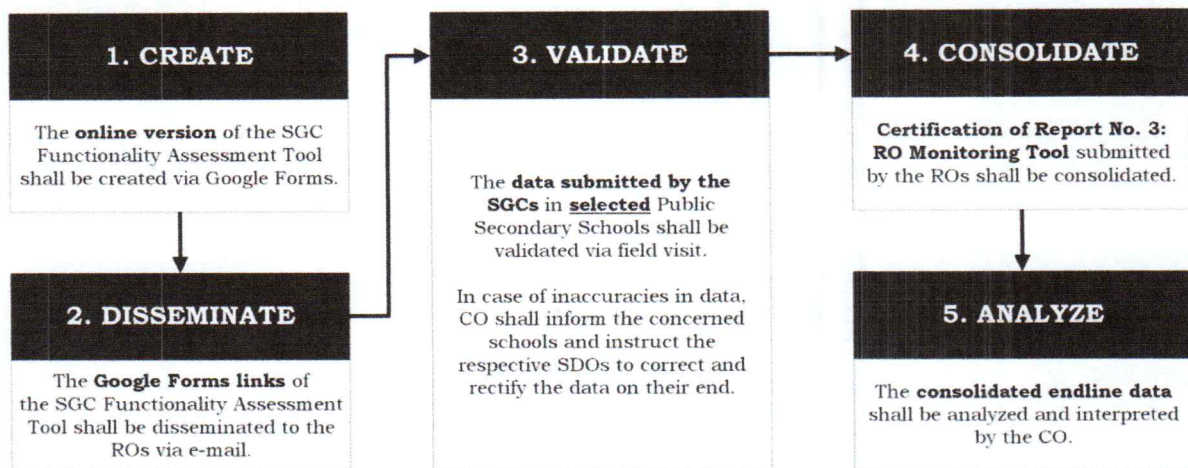 1. CREATE
The online version of the SGC
Functionality Assessment Tool
shall be created via Google Forms.
2. DISSEMINATE
The Google Forms links of
the SGC Functionality Assessment
Tool shall be disseminated to the
ROs via e-mail.
3. VALIDATE
The data submitted by the
SGCs in selected Public
Secondary Schools shall be
validated via field visit.
In case of inaccuracies in data,
CO shall inform the concerned
schools and instruct the
respective SDOs to correct and
rectify the data on their end.
4. CONSOLIDATE
Certification of Report No. 3:
RO Monitoring Tool submitted
by the ROs shall be consolidated.
5. ANALYZE
The consolidated endline data
shall be analyzed and interpreted
by the CO.